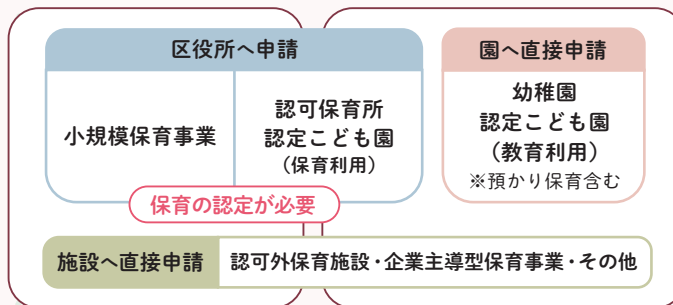 区役所へ申請
小規模保育事業
認可保育所
認定こども園
(保育利用)
保育の認定が必要
園へ直接申請
幼稚園
認定こども園
(教育利用)
※預かり保育含む
施設へ直接申請
認可外保育施設・企業主導型保育事業・その他